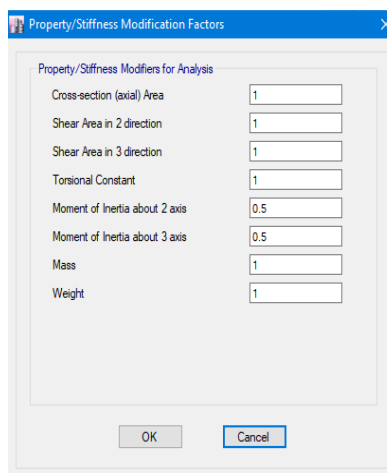 Property/Stiffness Modification Factors
Property/Stiffness Modifiers for Analysis
Cross-section (axial) Area 1
Shear Area in 2 direction 1
Shear Area in 3 direction 1
Torsional Constant 1
Moment of Inertia about 2 axis 0.5
Moment of Inertia about 3 axis 0.5
Mass 1
Weight 1
OK Cancel